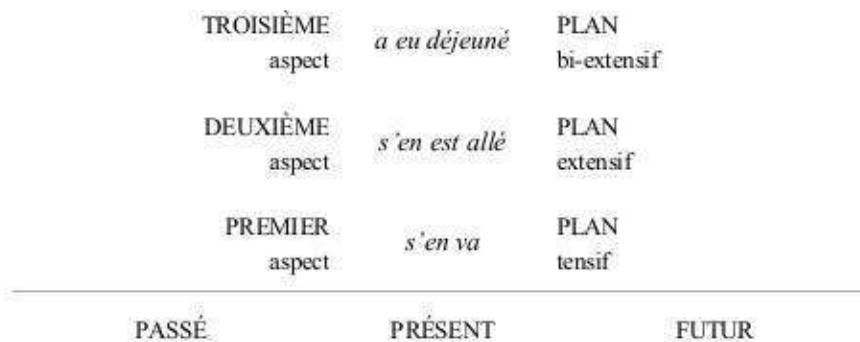 TROISIÈME a eu déjeuné PLAN
aspect bi-extensif
DEUXIÈME s'en est allé PLAN
aspect extensif
PREMIER s'en va PLAN
aspect tensif
PASSÉ PRÉSENT FUTUR